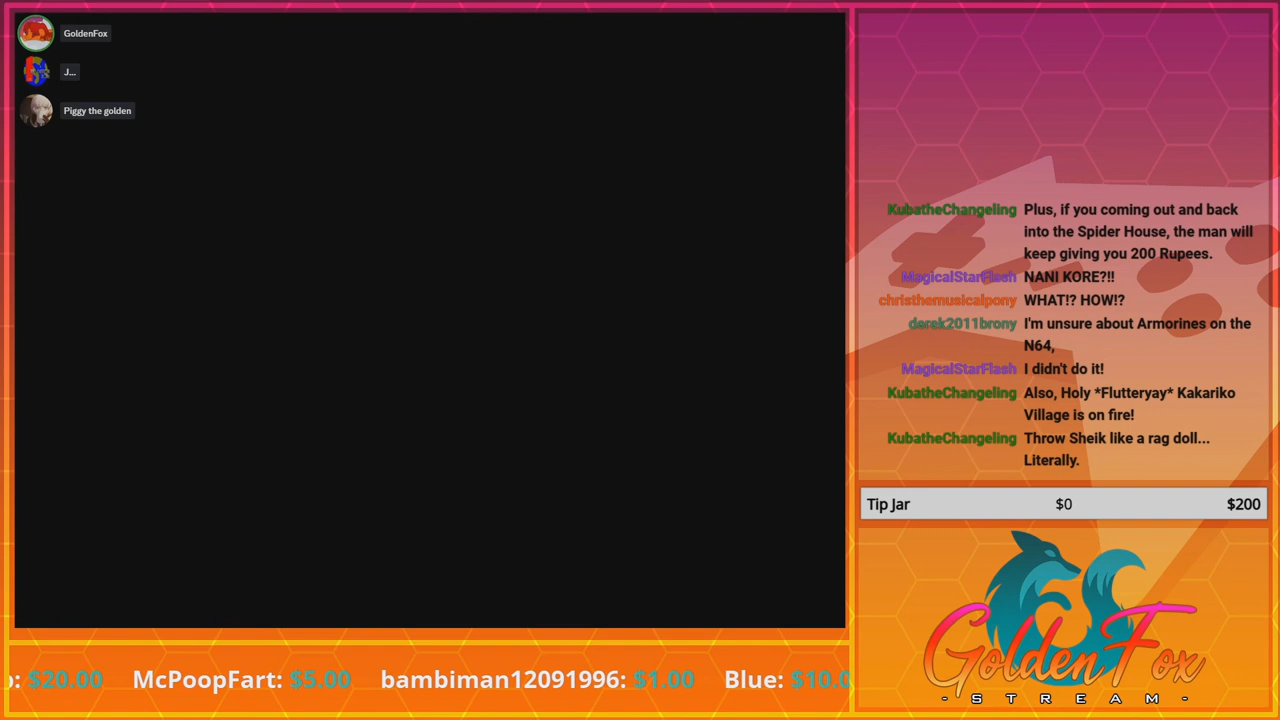 GoldenFox
J...
Piggy the golden
KubatheChangeling Plus, if you coming out and back
into the Spider House, the man will
keep giving you 200 Rupees.
MagicalStarFlash NANI KORE?!!
christhemusicalpony WHAT!? HOW!?
derek2011brony I'm unsure about Armorines on the
N64,
MagicalStarFlash I didn't do it!
KubatheChangeling Also, Holy *Flutteryay* Kakariko
Village is on fire!
KubatheChangeling Throw Sheik like a rag doll...
Literally.
Tip Jar $0 $200
: $20.00 McPoopFart: $5.00 bambiman12091996: $1.00 Blue: $10.0
GoldenFox
- STREAM -